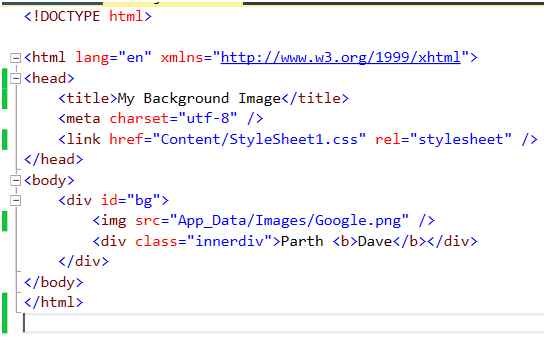 <!DOCTYPE html>
<html lang="en" xmlns="http://www.w3.org/1999/xhtml">
<head>
    <title>My Background Image</title>
    <meta charset="utf-8" />
    <link href="Content/StyleSheet1.css" rel="stylesheet" />
</head>
<body>
    <div id="bg">
        <img src="App_Data/Images/Google.png" />
        <div class="innerdiv">Parth <b>Dave</b></div>
    </div>
</body>
</html>